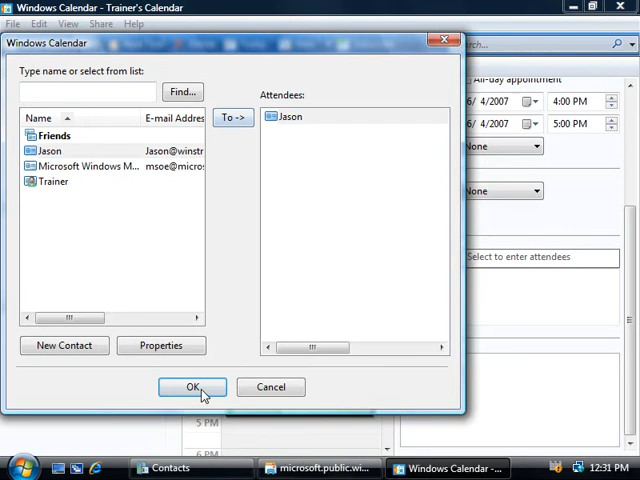 Windows Calendar - Trainer's Calendar
File Edit View Share Help
Windows Calendar
earch...
Type name or select from list:
All-day appointment
Find...
Attendees:
6/ 4/2007 4:00 PM
Name E-mail Address
To ->
Jason
6/ 4/2007 5:00 PM
Friends
Jason Jason@winstr
None
Microsoft Windows M... msoe@micros
Trainer
None
Select to enter attendees
New Contact Properties
OK Cancel
5 PM
6 PM
Contacts microsoft.public.wi... Windows Calendar -... 12:31 PM